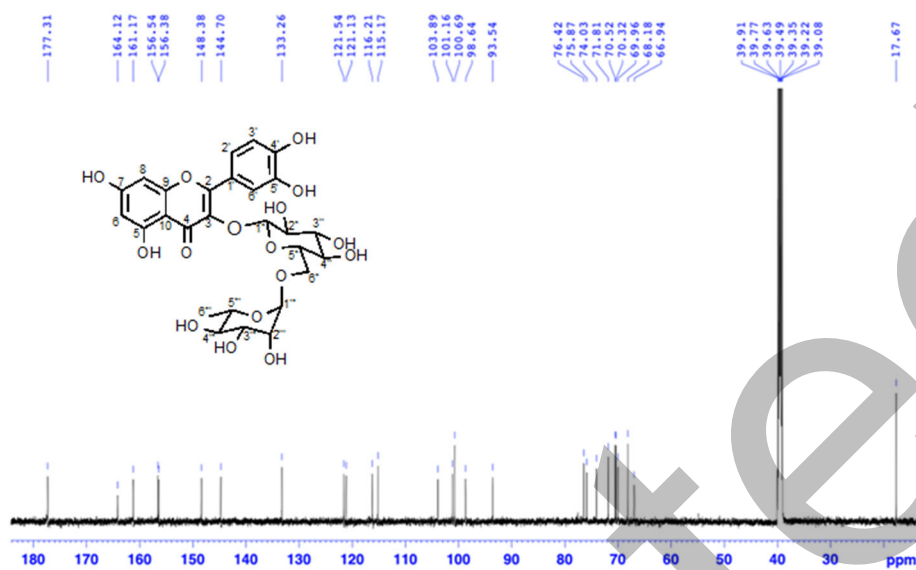 177.31 164.12 161.17 156.54 156.38 148.38 144.70 133.26 121.54 121.13 116.21 115.17 103.89 101.16 100.69 98.64 93.54 76.42 75.87 74.03 71.81 70.52 70.32 69.96 68.18 66.94 39.91 39.77 39.63 39.49 39.35 39.22 39.08 17.67
3' OH
2' 4'
HO 8 O 1' 5' OH
7 9 2 6'
6 10 4 3 HO 2" 3"
5 O 1" OH
OH O O 5" 4" OH
O 6"
6''' 5''' O 1'''
HO 4''' 3''' 2'''
HO OH
180 170 160 150 140 130 120 110 100 90 80 70 60 50 40 30 ppm